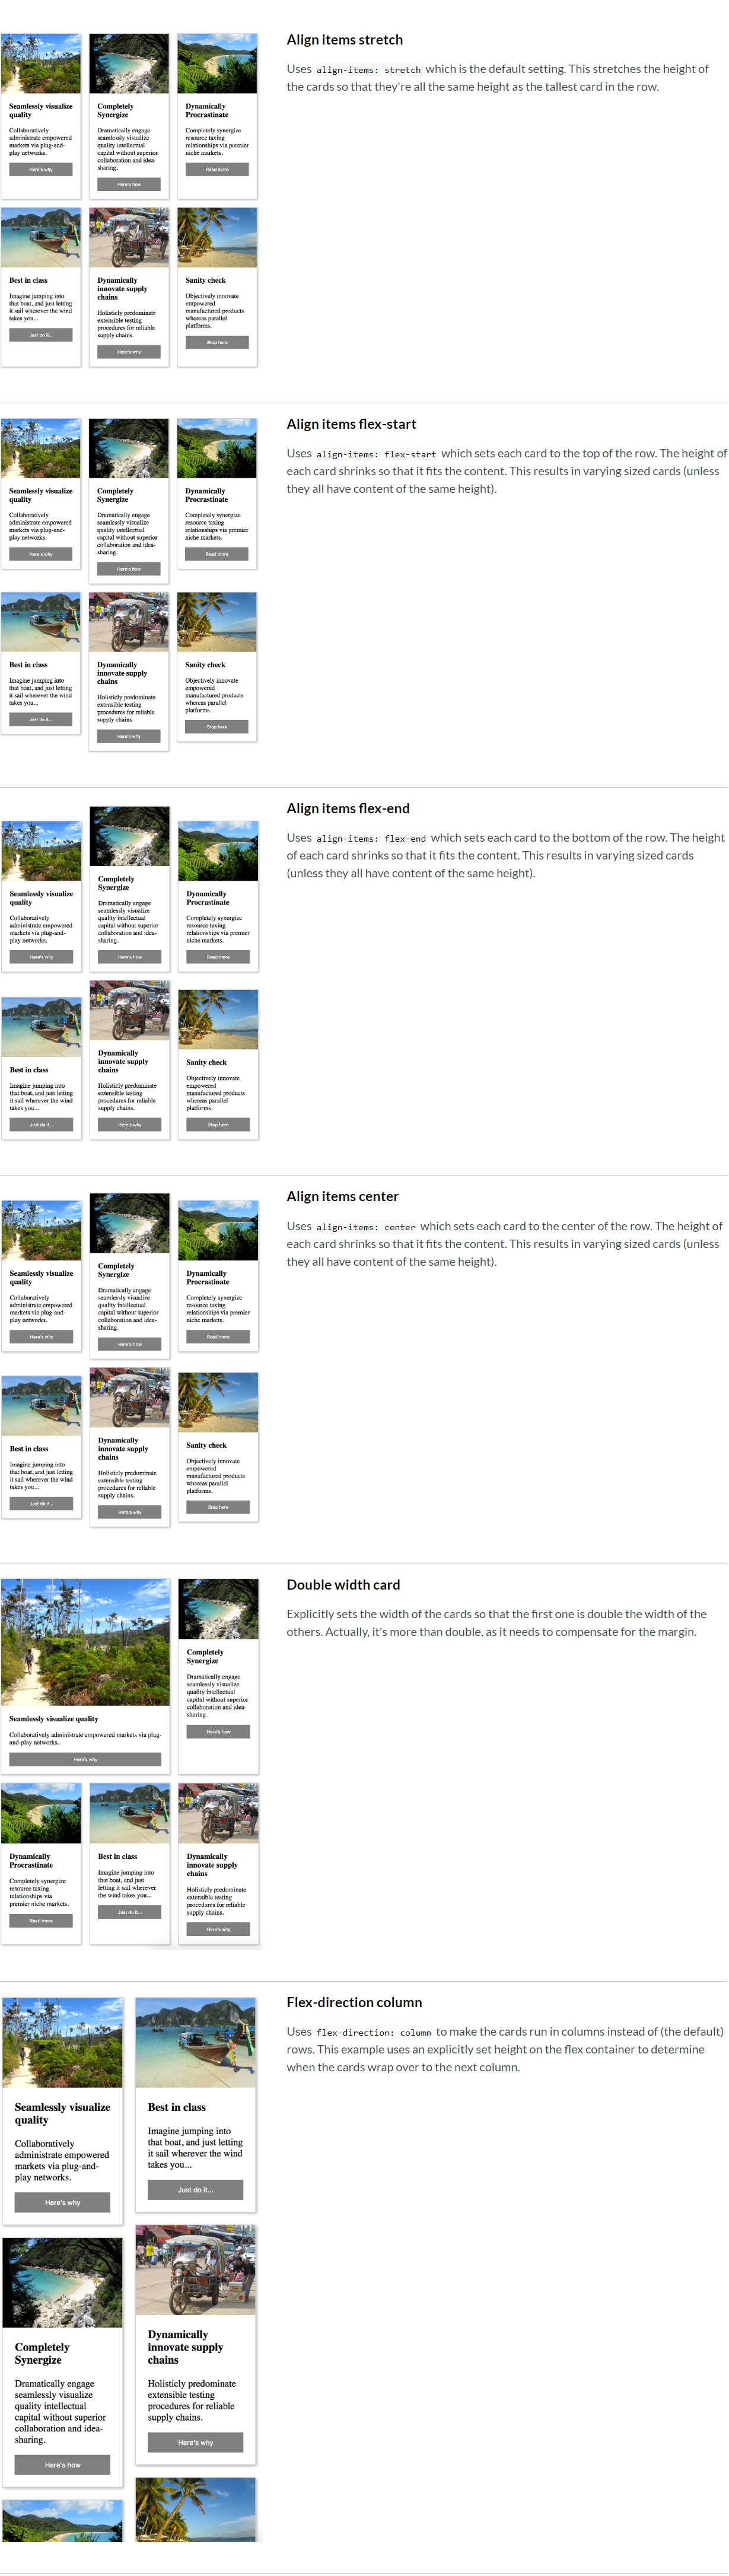 Align items stretch
Uses align-items: stretch which is the default setting. This stretches the height of
the cards so that they're all the same height as the tallest card in the row.
Seamlessly visualize
quality
Collaboratively
administrate empowered
markets via plug-and-
play networks.
Here's why
Completely
Synergize
Dramatically engage
seamlessly visualize
quality intellectual
capital without superior
collaboration and idea-
sharing.
Here's how
Dynamically
Procrastinate
Completely synergize
resource taxing
relationships via premier
niche markets.
Read more
Best in class
Imagine jumping into
that boat, and just letting
it sail wherever the wind
takes you...
Just do it...
Dynamically
innovate supply
chains
Holisticly predominate
extensible testing
procedures for reliable
supply chains.
Here's why
Sanity check
Objectively innovate
empowered
manufactured products
whereas parallel
platforms.
Stop here
Align items flex-start
Uses align-items: flex-start which sets each card to the top of the row. The height of
each card shrinks so that it fits the content. This results in varying sized cards (unless
they all have content of the same height).
Seamlessly visualize
quality
Collaboratively
administrate empowered
markets via plug-and-
play networks.
Here's why
Completely
Synergize
Dramatically engage
seamlessly visualize
quality intellectual
capital without superior
collaboration and idea-
sharing.
Here's how
Dynamically
Procrastinate
Completely synergize
resource taxing
relationships via premier
niche markets.
Read more
Best in class
Imagine jumping into
that boat, and just letting
it sail wherever the wind
takes you...
Just do it...
Dynamically
innovate supply
chains
Holisticly predominate
extensible testing
procedures for reliable
supply chains.
Here's why
Sanity check
Objectively innovate
empowered
manufactured products
whereas parallel
platforms.
Stop here
Align items flex-end
Uses align-items: flex-end which sets each card to the bottom of the row. The height
of each card shrinks so that it fits the content. This results in varying sized cards
(unless they all have content of the same height).
Seamlessly visualize
quality
Collaboratively
administrate empowered
markets via plug-and-
play networks.
Here's why
Completely
Synergize
Dramatically engage
seamlessly visualize
quality intellectual
capital without superior
collaboration and idea-
sharing.
Here's how
Dynamically
Procrastinate
Completely synergize
resource taxing
relationships via premier
niche markets.
Read more
Best in class
Imagine jumping into
that boat, and just letting
it sail wherever the wind
takes you...
Just do it...
Dynamically
innovate supply
chains
Holisticly predominate
extensible testing
procedures for reliable
supply chains.
Here's why
Sanity check
Objectively innovate
empowered
manufactured products
whereas parallel
platforms.
Stop here
Align items center
Uses align-items: center which sets each card to the center of the row. The height of
each card shrinks so that it fits the content. This results in varying sized cards (unless
they all have content of the same height).
Seamlessly visualize
quality
Collaboratively
administrate empowered
markets via plug-and-
play networks.
Here's why
Completely
Synergize
Dramatically engage
seamlessly visualize
quality intellectual
capital without superior
collaboration and idea-
sharing.
Here's how
Dynamically
Procrastinate
Completely synergize
resource taxing
relationships via premier
niche markets.
Read more
Best in class
Imagine jumping into
that boat, and just letting
it sail wherever the wind
takes you...
Just do it...
Dynamically
innovate supply
chains
Holisticly predominate
extensible testing
procedures for reliable
supply chains.
Here's why
Sanity check
Objectively innovate
empowered
manufactured products
whereas parallel
platforms.
Stop here
Double width card
Explicitly sets the width of the cards so that the first one is double the width of the
others. Actually, it's more than double, as it needs to compensate for the margin.
Seamlessly visualize quality
Collaboratively administrate empowered markets via plug-
and-play networks.
Here's why
Completely
Synergize
Dramatically engage
seamlessly visualize
quality intellectual
capital without superior
collaboration and idea-
sharing.
Here's how
Dynamically
Procrastinate
Completely synergize
resource taxing
relationships via
premier niche markets.
Read more
Best in class
Imagine jumping into
that boat, and just
letting it sail wherever
the wind takes you...
Just do it...
Dynamically
innovate supply
chains
Holisticly predominate
extensible testing
procedures for reliable
supply chains.
Here's why
Flex-direction column
Uses flex-direction: column to make the cards run in columns instead of (the default)
rows. This example uses an explicitly set height on the flex container to determine
when the cards wrap over to the next column.
Seamlessly visualize
quality
Collaboratively
administrate empowered
markets via plug-and-
play networks.
Here's why
Completely
Synergize
Dramatically engage
seamlessly visualize
quality intellectual
capital without superior
collaboration and idea-
sharing.
Here's how
Best in class
Imagine jumping into
that boat, and just letting
it sail wherever the wind
takes you...
Just do it...
Dynamically
innovate supply
chains
Holisticly predominate
extensible testing
procedures for reliable
supply chains.
Here's why